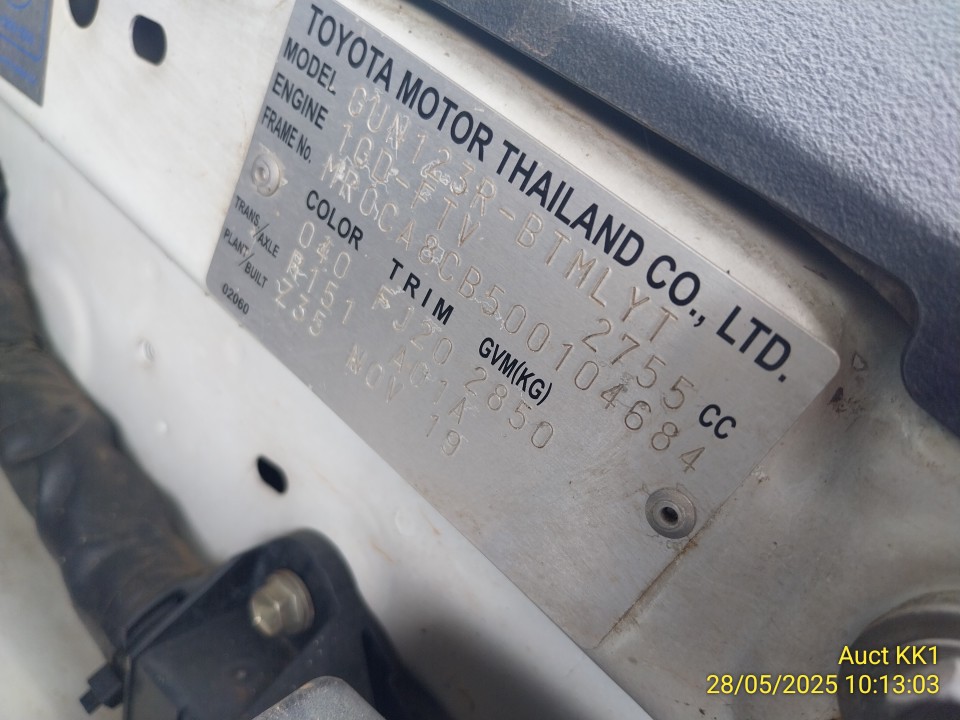 TOYOTA MOTOR THAILAND CO., LTD.
MODEL GUN123R-BTMLYT
ENGINE 1GD-FTV 2755 CC
FRAME No. MR0CA8CB500104684
COLOR TRIM GVM(KG)
040 FJ20 2850
TRANS/AXLE R151 AC1A
PLANT/BUILT Z35 NOV 19
02060
Auct KK1
28/05/2025 10:13:03